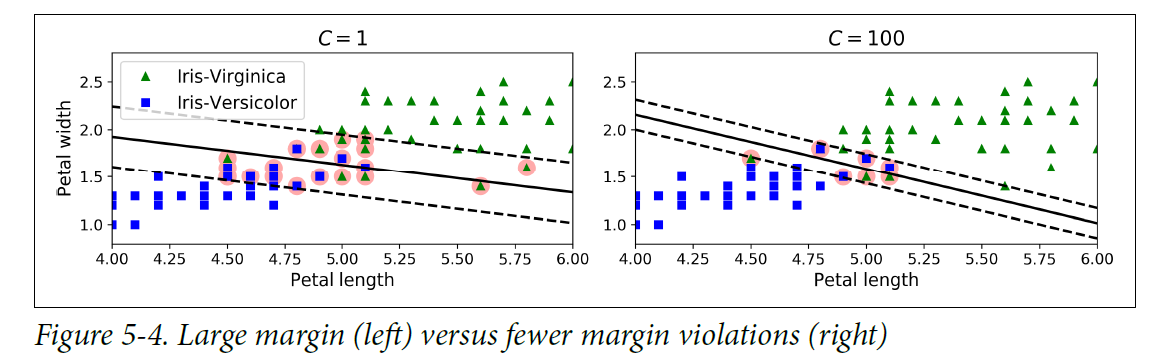 C = 1
C = 100
Iris-Virginica
Iris-Versicolor
Petal width
2.5
2.0
1.5
1.0
4.00 4.25 4.50 4.75 5.00 5.25 5.50 5.75 6.00
Petal length
2.5
2.0
1.5
1.0
4.00 4.25 4.50 4.75 5.00 5.25 5.50 5.75 6.00
Petal length
Figure 5-4. Large margin (left) versus fewer margin violations (right)